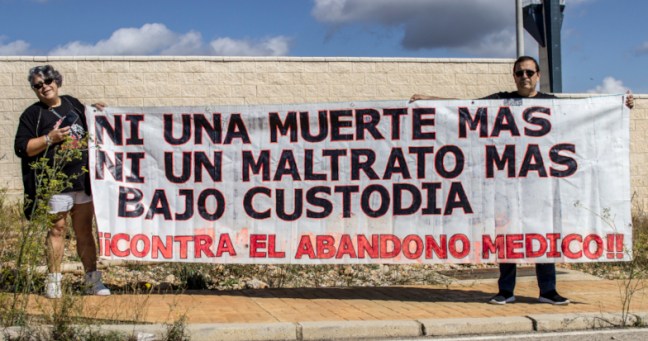 NI UNA MUERTE MAS
NI UN MALTRATO MAS
BAJO CUSTODIA
¡¡CONTRA EL ABANDONO MEDICO!!